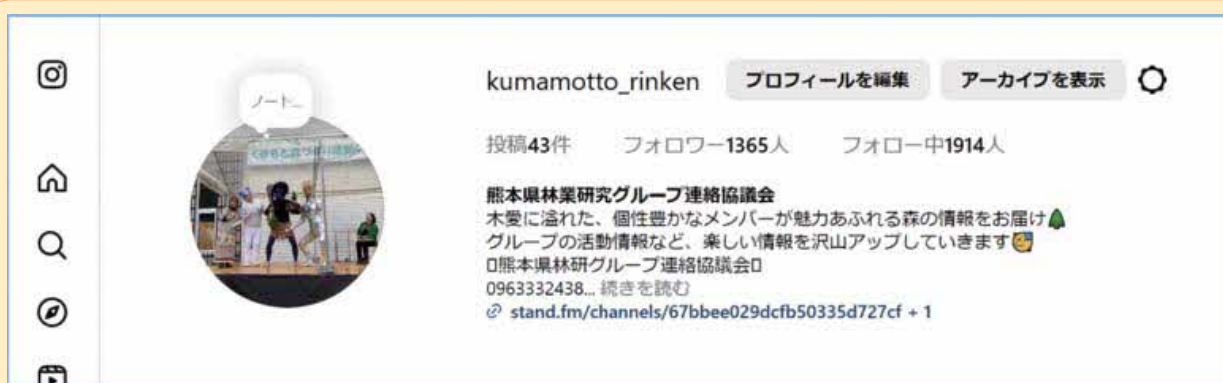 ノート...
kumamotto_rinken プロフィールを編集 アーカイブを表示
投稿43件 フォロワー1365人 フォロー中1914人
熊本県林業研究グループ連絡協議会
木愛に溢れた、個性豊かなメンバーが魅力あふれる森の情報をお届け🌲
グループの活動情報など、楽しい情報を沢山アップしていきます
▯熊本県林研グループ連絡協議会▯
0963332438... 続きを読む
stand.fm/channels/67bbee029dcfb50335d727cf + 1